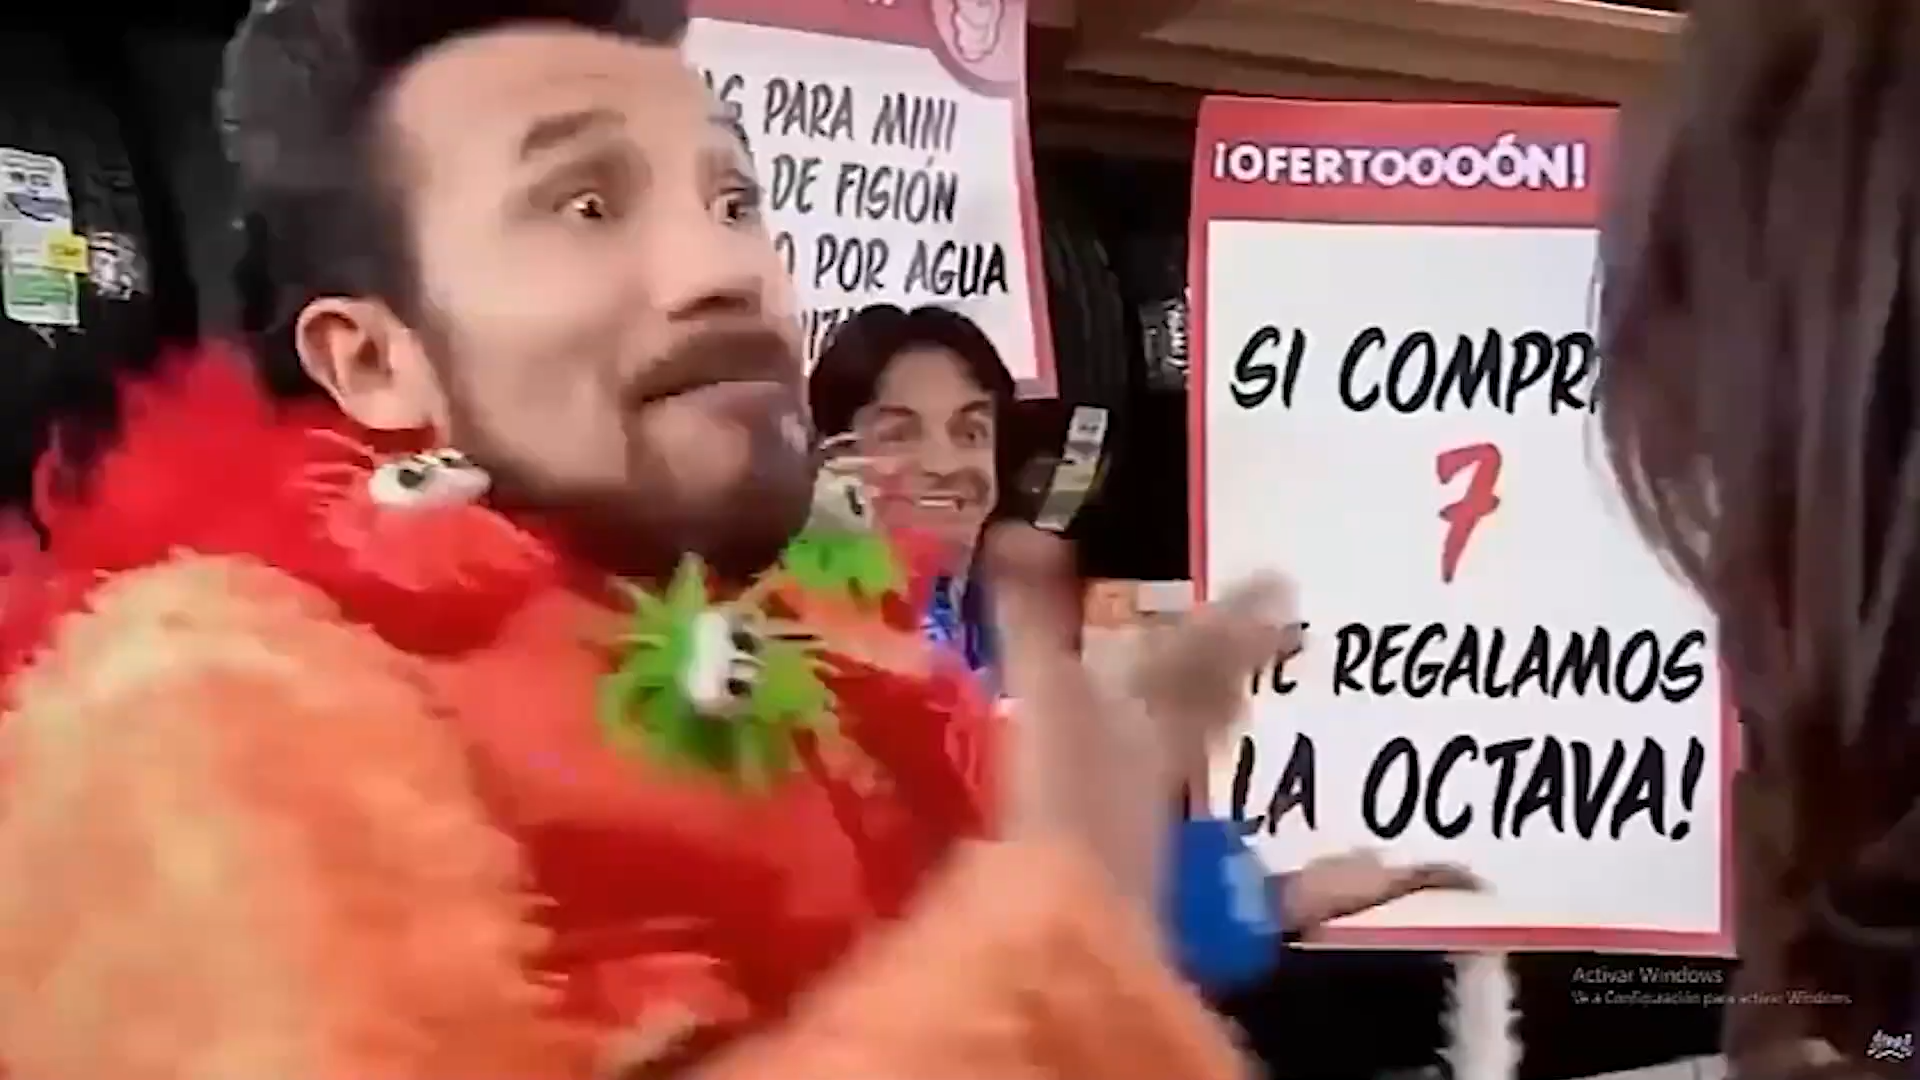 PARA MINI
DE FISIÓN
POR AGUA
¡OFERTOOOÓN!
SI COMPR
7
TE REGALAMOS
LA OCTAVA!
Activar Windows
Ve a Configuración para activar Windows.